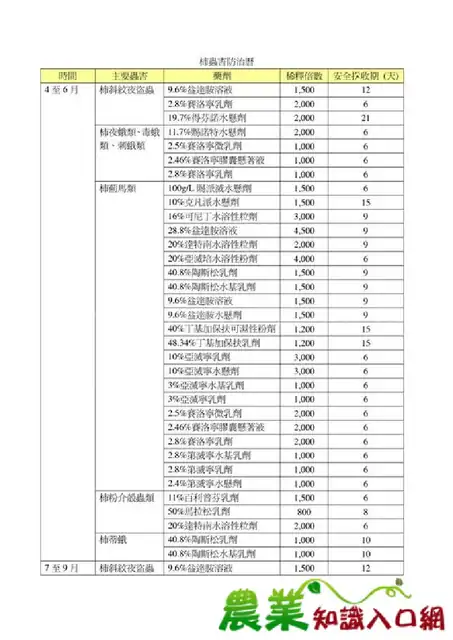 柿蟲害防治曆
時間 主要蟲害 藥劑 稀釋倍數 安全採收期 (天)
4 至 6 月 柿斜紋夜盜蟲 9.6%益達胺溶液 1,500 12
2.8%賽洛寧乳劑 2,000 6
19.7%得芬諾水懸劑 2,000 21
柿夜蛾類、毒蛾類、刺蛾類 11.7%賜諾特水懸劑 2,000 6
2.5%賽洛寧微乳劑 1,000 6
2.46%賽洛寧膠囊懸著液 1,000 6
2.8%賽洛寧乳劑 1,000 6
柿薊馬類 100g/L 賜派滅水懸劑 1,500 6
10%克凡派水懸劑 1,500 15
16%可尼丁水溶性粒劑 3,000 9
28.8%益達胺溶液 4,500 9
20%達特南水溶性粒劑 2,000 9
20%亞滅培水溶性粉劑 4,000 6
40.8%陶斯松乳劑 1,500 9
40.8%陶斯松水基乳劑 1,500 9
9.6%益達胺溶液 1,500 9
9.6%益達胺水懸劑 1,500 9
40%丁基加保扶可濕性粉劑 1,200 15
48.34%丁基加保扶乳劑 1,200 15
10%亞滅寧乳劑 3,000 6
10%亞滅寧水懸劑 3,000 6
3%亞滅寧水基乳劑 1,000 6
3%亞滅寧乳劑 1,000 6
2.5%賽洛寧微乳劑 2,000 6
2.46%賽洛寧膠囊懸著液 2,000 6
2.8%賽洛寧乳劑 2,000 6
2.8%第滅寧水基乳劑 1,000 6
2.8%第滅寧乳劑 1,000 6
2.4%第滅寧水懸劑 1,000 6
柿粉介殼蟲類 11%百利普芬乳劑 1,500 6
50%馬拉松乳劑 800 8
20%達特南水溶性粒劑 2,000 6
柿蒂蛾 40.8%陶斯松乳劑 1,000 10
40.8%陶斯松水基乳劑 1,000 10
7 至 9 月 柿斜紋夜盜蟲 9.6%益達胺溶液 1,500 12
農業知識入口網